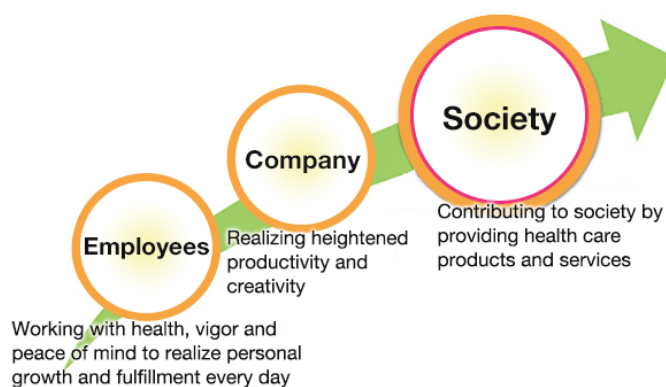 Society
Contributing to society by
providing health care
products and services
Company
Realizing heightened
productivity and
creativity
Employees
Working with health, vigor and
peace of mind to realize personal
growth and fulfillment every day